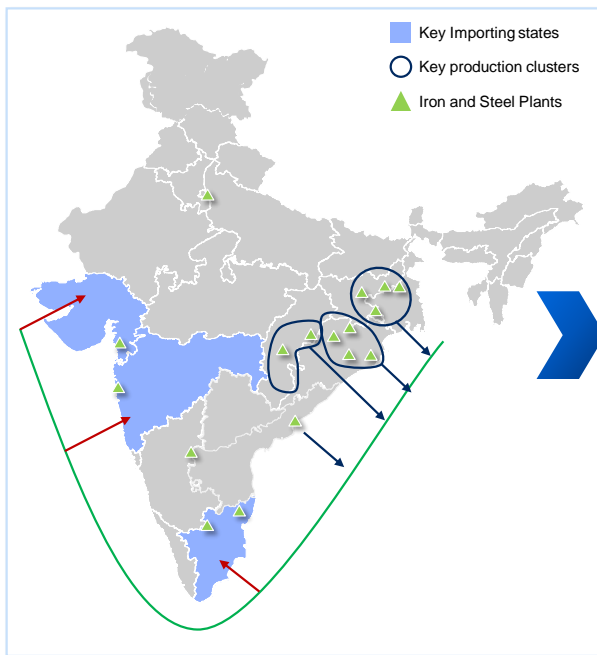 Key Importing states
Key production clusters
Iron and Steel Plants